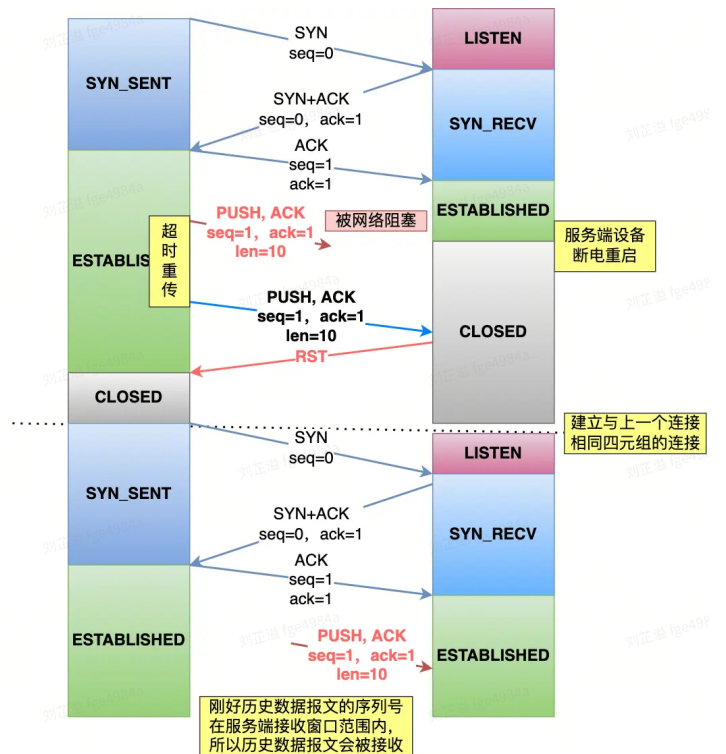 SYN
seq=0
LISTEN
SYN_SENT
SYN+ACK
seq=0, ack=1
SYN_RECV
ACK
seq=1
ack=1
ESTABLISHED
PUSH, ACK
seq=1, ack=1
len=10
被网络阻塞
服务端设备
断电重启
ESTABLIS
超
时
重
传
PUSH, ACK
seq=1, ack=1
len=10
CLOSED
RST
CLOSED
建立与上一个连接
相同四元组的连接
SYN
seq=0
LISTEN
SYN_SENT
SYN+ACK
seq=0, ack=1
SYN_RECV
ACK
seq=1
ack=1
ESTABLISHED
PUSH, ACK
seq=1, ack=1
len=10
ESTABLISHED
刚好历史数据报文的序列号
在服务端接收窗口范围内，
所以历史数据报文会被接收